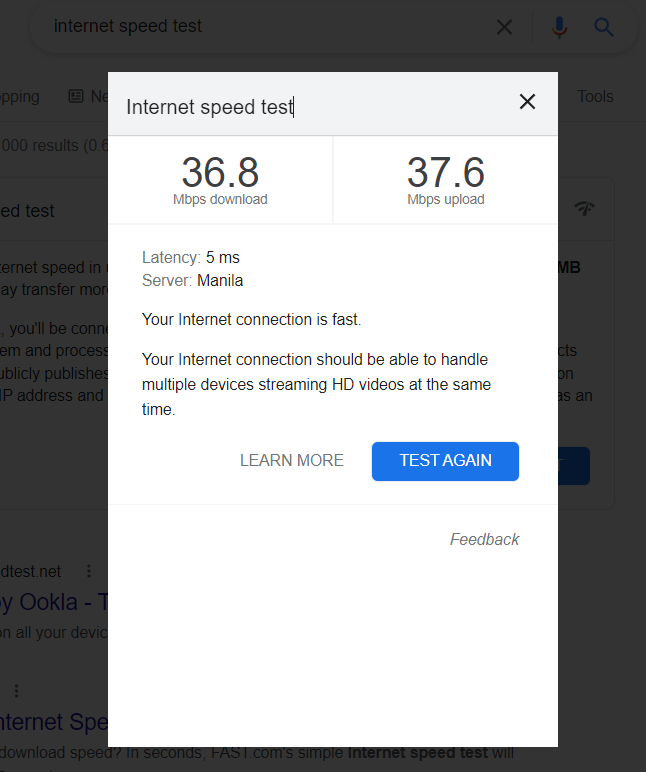 internet speed test
pping
Ne
Tools
000 results (0.6
Internet speed test
36.8
Mbps download
37.6
Mbps upload
ed test
Latency: 5 ms
Server: Manila
Your Internet connection is fast.
Your Internet connection should be able to handle
multiple devices streaming HD videos at the same
time.
LEARN MORE
TEST AGAIN
Feedback
ternet speed in
MB
ay transfer mor
, you'll be conne
em and process
cts
ublicly publishes
on
IP address and
as an
dtest.net
by Ookla - T
on all your devic
nternet Spe
download speed? In seconds, FAST.com's simple Internet speed test will